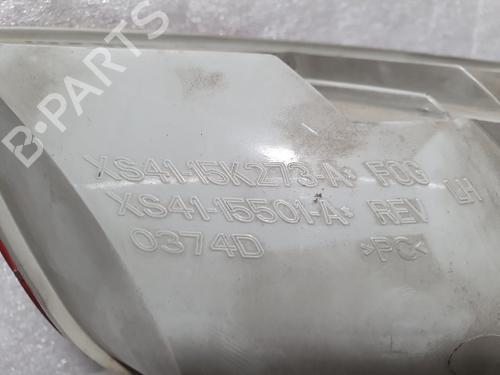 XS41-15K273-A* FOG
XS41-15501-A* REV LH
0374D *PC<
B-PARTS